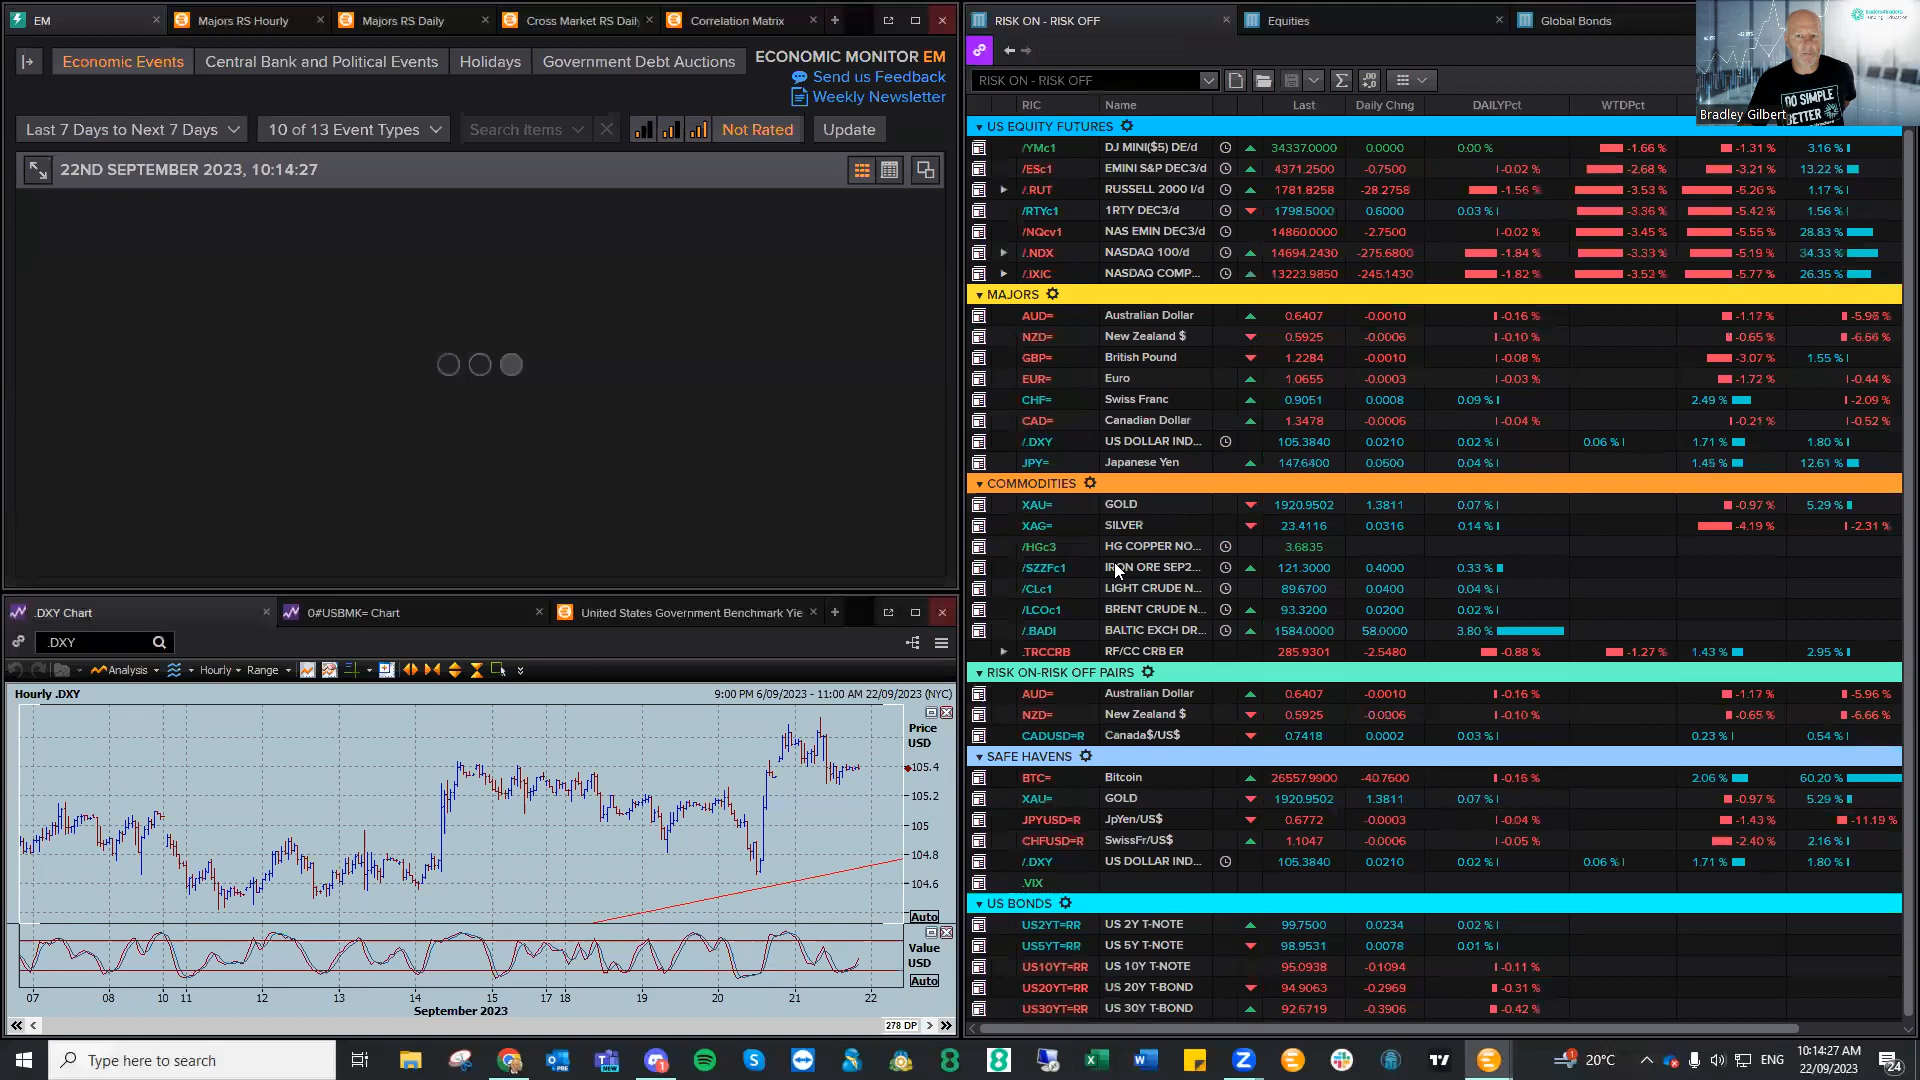 EM
Majors RS Hourly
Majors RS Daily
Cross Market RS Daily
Correlation Matrix
Economic Events
Central Bank and Political Events
Holidays
Government Debt Auctions
ECONOMIC MONITOR EM
Send us Feedback
Weekly Newsletter
Last 7 Days to Next 7 Days
10 of 13 Event Types
Search Items
Not Rated
Update
22ND SEPTEMBER 2023, 10:14:27
.DXY Chart
0#USBMK= Chart
United States Government Benchmark Yie
.DXY
Analysis
Hourly
Range
Hourly .DXY
9:00 PM 6/09/2023 - 11:00 AM 22/09/2023 (NYC)
Price
USD
105.4
105.2
105
104.8
104.6
Auto
Value
USD
Auto
07 08 10 11 12 13 14 15 17 18 19 20 21 22
September 2023
278 DP
RISK ON - RISK OFF
Equities
Global Bonds
RISK ON - RISK OFF
RIC Name Last Daily Chng DAILYPct WTDPct
US EQUITY FUTURES
/YMc1 DJ MINI($5) DE/d 34337.0000 0.0000 0.00 % -1.66 % -1.31 % 3.16 %
/ESc1 EMINI S&P DEC3/d 4371.2500 -0.7500 -0.02 % -2.68 % -3.21 % 13.22 %
/.RUT RUSSELL 2000 I/d 1781.8258 -28.2758 -1.56 % -3.53 % -5.26 % 1.17 %
/RTYc1 1RTY DEC3/d 1798.5000 0.6000 0.03 % -3.36 % -5.42 % 1.56 %
/NQcv1 NAS EMIN DEC3/d 14860.0000 -2.7500 -0.02 % -3.45 % -5.55 % 28.83 %
/.NDX NASDAQ 100/d 14694.2430 -275.6800 -1.84 % -3.33 % -5.19 % 34.33 %
/.IXIC NASDAQ COMP... 13223.9850 -245.1430 -1.82 % -3.52 % -5.77 % 26.35 %
MAJORS
AUD= Australian Dollar 0.6407 -0.0010 -0.16 % -1.17 % -5.96 %
NZD= New Zealand $ 0.5925 -0.0006 -0.10 % -0.65 % -6.66 %
GBP= British Pound 1.2284 -0.0010 -0.08 % -3.07 % 1.55 %
EUR= Euro 1.0655 -0.0003 -0.03 % -1.72 % -0.44 %
CHF= Swiss Franc 0.9051 0.0008 0.09 % 2.49 % -2.09 %
CAD= Canadian Dollar 1.3478 -0.0006 -0.04 % -0.21 % -0.52 %
/.DXY US DOLLAR IND... 105.3840 0.0210 0.02 % 0.06 % 1.71 % 1.80 %
JPY= Japanese Yen 147.6400 0.0500 0.04 % 1.45 % 12.61 %
COMMODITIES
XAU= GOLD 1920.9502 1.3811 0.07 % -0.97 % 5.29 %
XAG= SILVER 23.4116 0.0316 0.14 % -4.19 % -2.31 %
/HGc3 HG COPPER NO... 3.6835
/SZZFc1 IRON ORE SEP2... 121.3000 0.4000 0.33 %
/CLc1 LIGHT CRUDE N... 89.6700 0.0400 0.04 %
/LCOc1 BRENT CRUDE N... 93.3200 0.0200 0.02 %
/.BADI BALTIC EXCH DR... 1584.0000 58.0000 3.80 %
.TRCCRB RF/CC CRB ER 285.9301 -2.5480 -0.88 % -1.27 % 1.43 % 2.95 %
RISK ON-RISK OFF PAIRS
AUD= Australian Dollar 0.6407 -0.0010 -0.16 % -1.17 % -5.96 %
NZD= New Zealand $ 0.5925 -0.0006 -0.10 % -0.65 % -6.66 %
CADUSD=R Canada$/US$ 0.7418 0.0002 0.03 % 0.23 % 0.54 %
SAFE HAVENS
BTC= Bitcoin 26557.9900 -40.7600 -0.16 % 2.06 % 60.20 %
XAU= GOLD 1920.9502 1.3811 0.07 % -0.97 % 5.29 %
JPYUSD=R JpYen/US$ 0.6772 -0.0003 -0.04 % -1.43 % -11.19 %
CHFUSD=R SwissFr/US$ 1.1047 -0.0006 -0.05 % -2.40 % 2.16 %
/.DXY US DOLLAR IND... 105.3840 0.0210 0.02 % 0.06 % 1.71 % 1.80 %
.VIX
US BONDS
US2YT=RR US 2Y T-NOTE 99.7500 0.0234 0.02 %
US5YT=RR US 5Y T-NOTE 98.9531 0.0078 0.01 %
US10YT=RR US 10Y T-NOTE 95.0938 -0.1094 -0.11 %
US20YT=RR US 20Y T-BOND 94.9063 -0.2969 -0.31 %
US30YT=RR US 30Y T-BOND 92.6719 -0.3906 -0.42 %
traders4traders
DO SIMPLE
BETTER
Bradley Gilbert
Type here to search
20°C
ENG
10:14:27 AM
22/09/2023
24